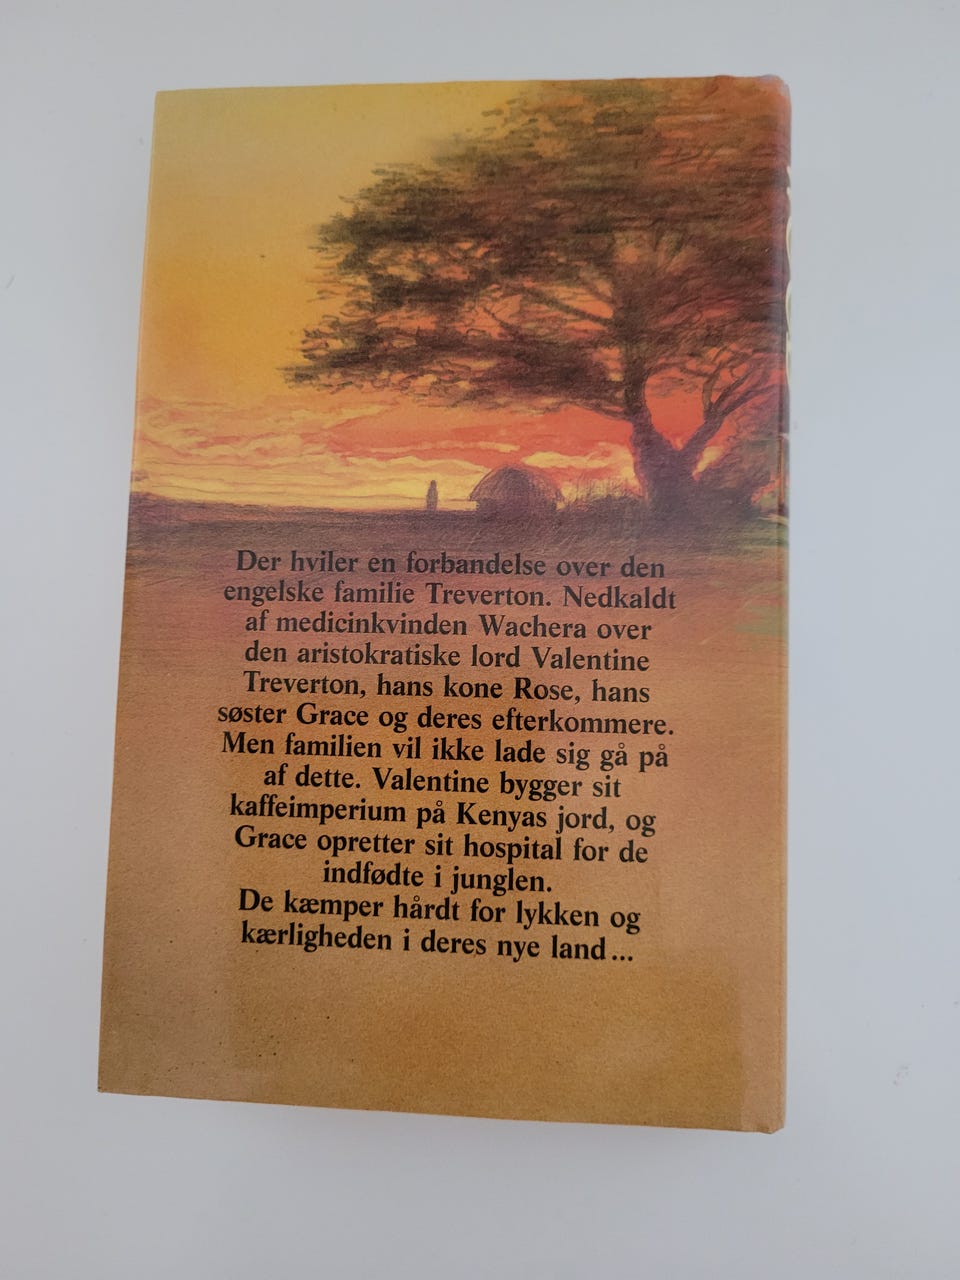 Der hviler en forbandelse over den
engelske familie Treverton. Nedkaldt
af medicinkvinden Wachera over
den aristokratiske lord Valentine
Treverton, hans kone Rose, hans
søster Grace og deres efterkommere.
Men familien vil ikke lade sig gå på
af dette. Valentine bygger sit
kaffeimperium på Kenyas jord, og
Grace opretter sit hospital for de
indfødte i junglen.
De kæmper hårdt for lykken og
kærligheden i deres nye land...